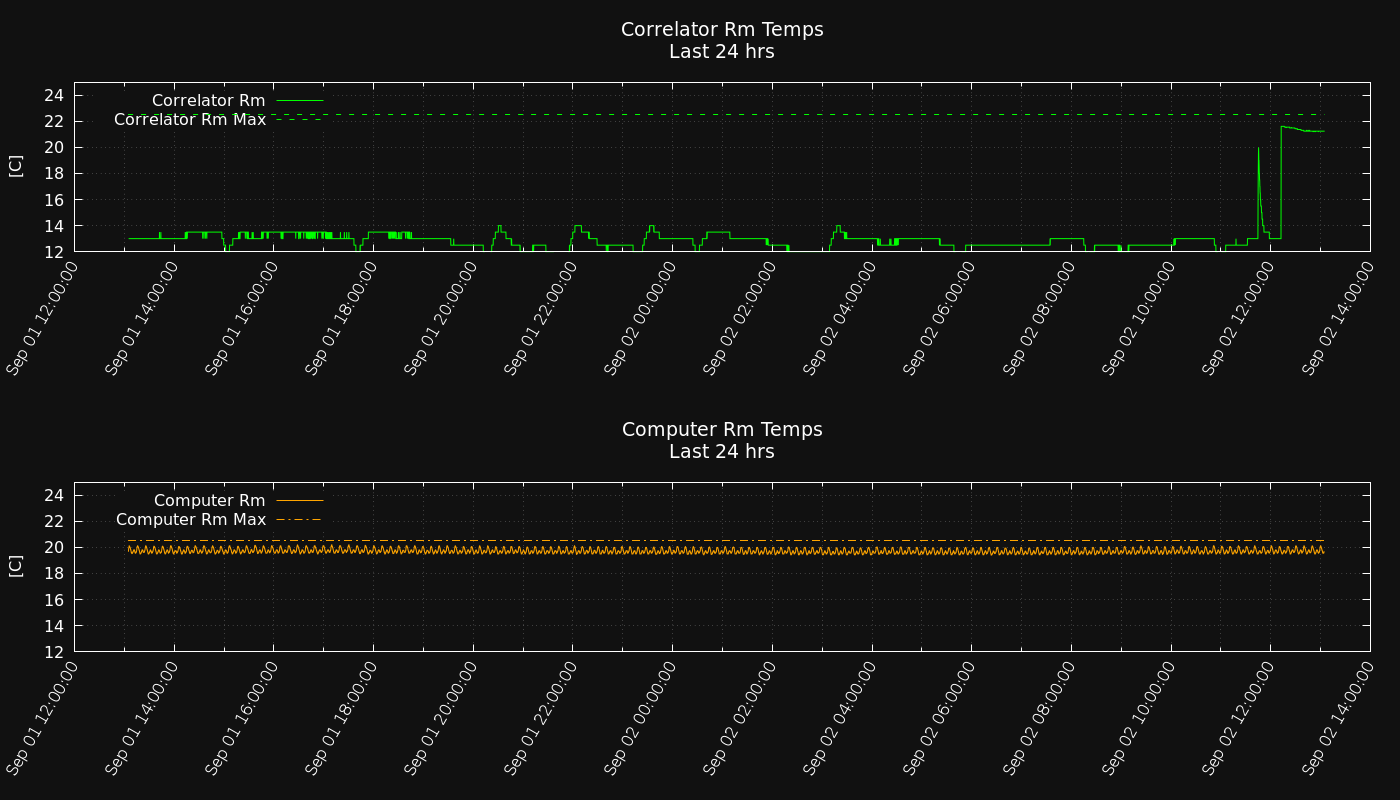 Correlator Rm Temps
Last 24 hrs
24
22
20
18
16
14
12
[C]
Correlator Rm
Correlator Rm Max
Sep 01 12:00:00
Sep 01 14:00:00
Sep 01 16:00:00
Sep 01 18:00:00
Sep 01 20:00:00
Sep 01 22:00:00
Sep 02 00:00:00
Sep 02 02:00:00
Sep 02 04:00:00
Sep 02 06:00:00
Sep 02 08:00:00
Sep 02 10:00:00
Sep 02 12:00:00
Sep 02 14:00:00
Computer Rm Temps
Last 24 hrs
24
22
20
18
16
14
12
[C]
Computer Rm
Computer Rm Max
Sep 01 12:00:00
Sep 01 14:00:00
Sep 01 16:00:00
Sep 01 18:00:00
Sep 01 20:00:00
Sep 01 22:00:00
Sep 02 00:00:00
Sep 02 02:00:00
Sep 02 04:00:00
Sep 02 06:00:00
Sep 02 08:00:00
Sep 02 10:00:00
Sep 02 12:00:00
Sep 02 14:00:00